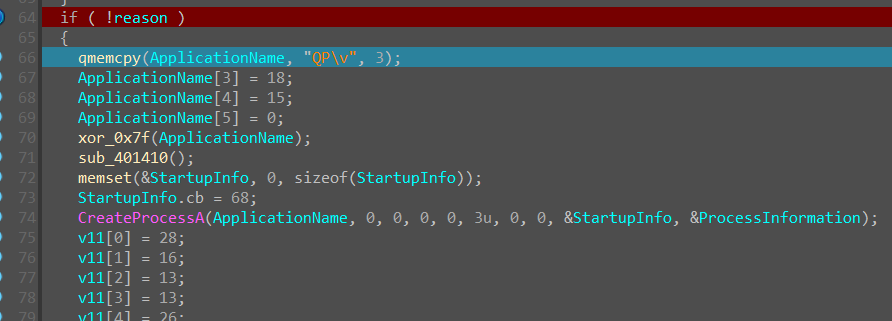 64 if ( !reason )
65 {
66 qmemcpy(ApplicationName, "QP\v", 3);
67 ApplicationName[3] = 18;
68 ApplicationName[4] = 15;
69 ApplicationName[5] = 0;
70 xor_0x7f(ApplicationName);
71 sub_401410();
72 memset(&StartupInfo, 0, sizeof(StartupInfo));
73 StartupInfo.cb = 68;
74 CreateProcessA(ApplicationName, 0, 0, 0, 0, 3u, 0, 0, &StartupInfo, &ProcessInformation);
75 v11[0] = 28;
76 v11[1] = 16;
77 v11[2] = 13;
78 v11[3] = 13;
79 v11[4] = 26;